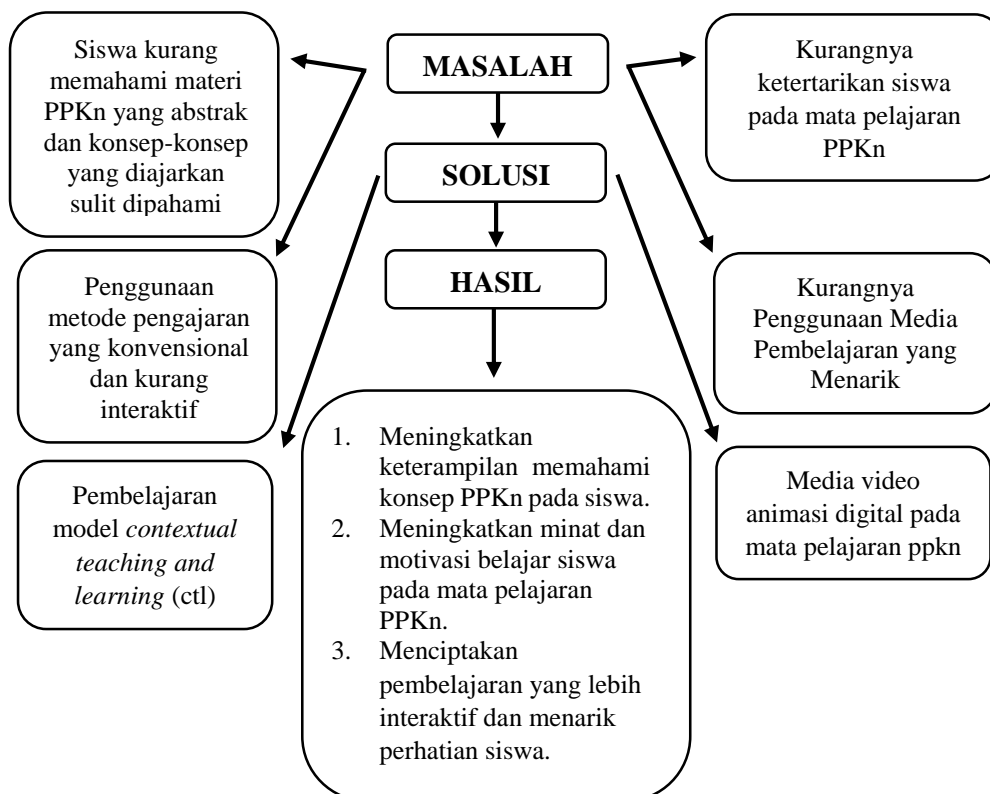 Siswa kurang
memahami materi
PPKn yang abstrak
dan konsep-konsep
yang diajarkan
sulit dipahami
MASALAH
Kurangnya
ketertarikan siswa
pada mata pelajaran
PPKn
SOLUSI
HASIL
Penggunaan
metode pengajaran
yang konvensional
dan kurang
interaktif
Kurangnya
Penggunaan Media
Pembelajaran yang
Menarik
Pembelajaran
model contextual
teaching and
learning (ctl)
1. Meningkatkan
keterampilan memahami
konsep PPKn pada siswa.
2. Meningkatkan minat dan
motivasi belajar siswa
pada mata pelajaran
PPKn.
3. Menciptakan
pembelajaran yang lebih
interaktif dan menarik
perhatian siswa.
Media video
animasi digital pada
mata pelajaran ppkn